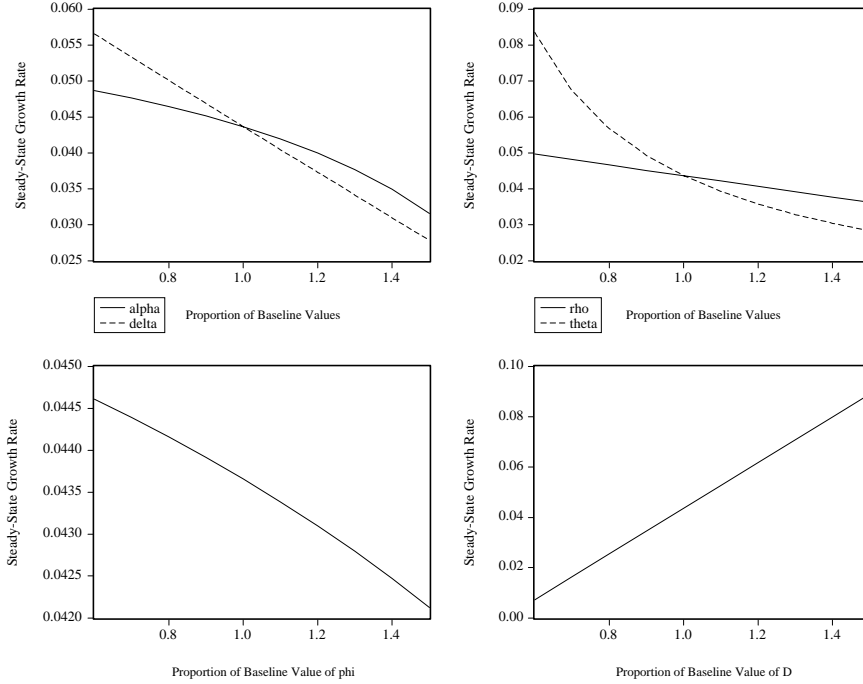 Steady-State Growth Rate
0.060
0.055
0.050
0.045
0.040
0.035
0.030
0.025
0.8 1.0 1.2 1.4
alpha
delta
Proportion of Baseline Values
Steady-State Growth Rate
0.09
0.08
0.07
0.06
0.05
0.04
0.03
0.02
0.8 1.0 1.2 1.4
rho
theta
Proportion of Baseline Values
Steady-State Growth Rate
0.0450
0.0445
0.0440
0.0435
0.0430
0.0425
0.0420
0.8 1.0 1.2 1.4
Proportion of Baseline Value of phi
Steady-State Growth Rate
0.10
0.08
0.06
0.04
0.02
0.00
0.8 1.0 1.2 1.4
Proportion of Baseline Value of D